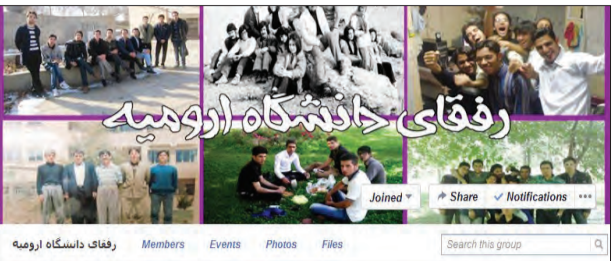 رفقای دانشگاه ارومیه
Joined Share Notifications
رفقای دانشگاه ارومیه Members Events Photos Files Search this group